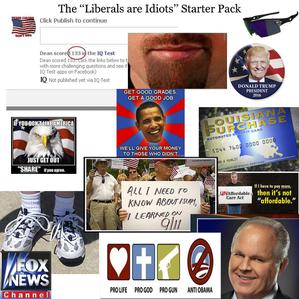 The “Liberals are Idiots” Starter Pack
Click Publish to continue
Dean scored 133 in the IQ Test
Dean scored 133. Click the links below to
with more challenging questions and see th
IQ Test apps on Facebook)
IQ Not published yet via IQ Test
DONALD TRUMP
PRESIDENT
2016
GET GOOD GRADES,
GET A GOOD JOB
WE'LL GIVE YOUR MONEY
TO THOSE WHO DIDN'T.
LOUISIANA
PURCHASE
IF YOU DON'T LIKE AMERICA
JUST GET OUT
"SHARE" if you agree.
ALL I NEED TO
KNOW ABOUT ISLAM,
I LEARNED ON
9/11
UNAffordable
Care Act
If I have to pay more,
then it's not
"affordable."
FOX
NEWS
Channel
PRO LIFE
PRO GOD
PRO GUN
ANTI OBAMA